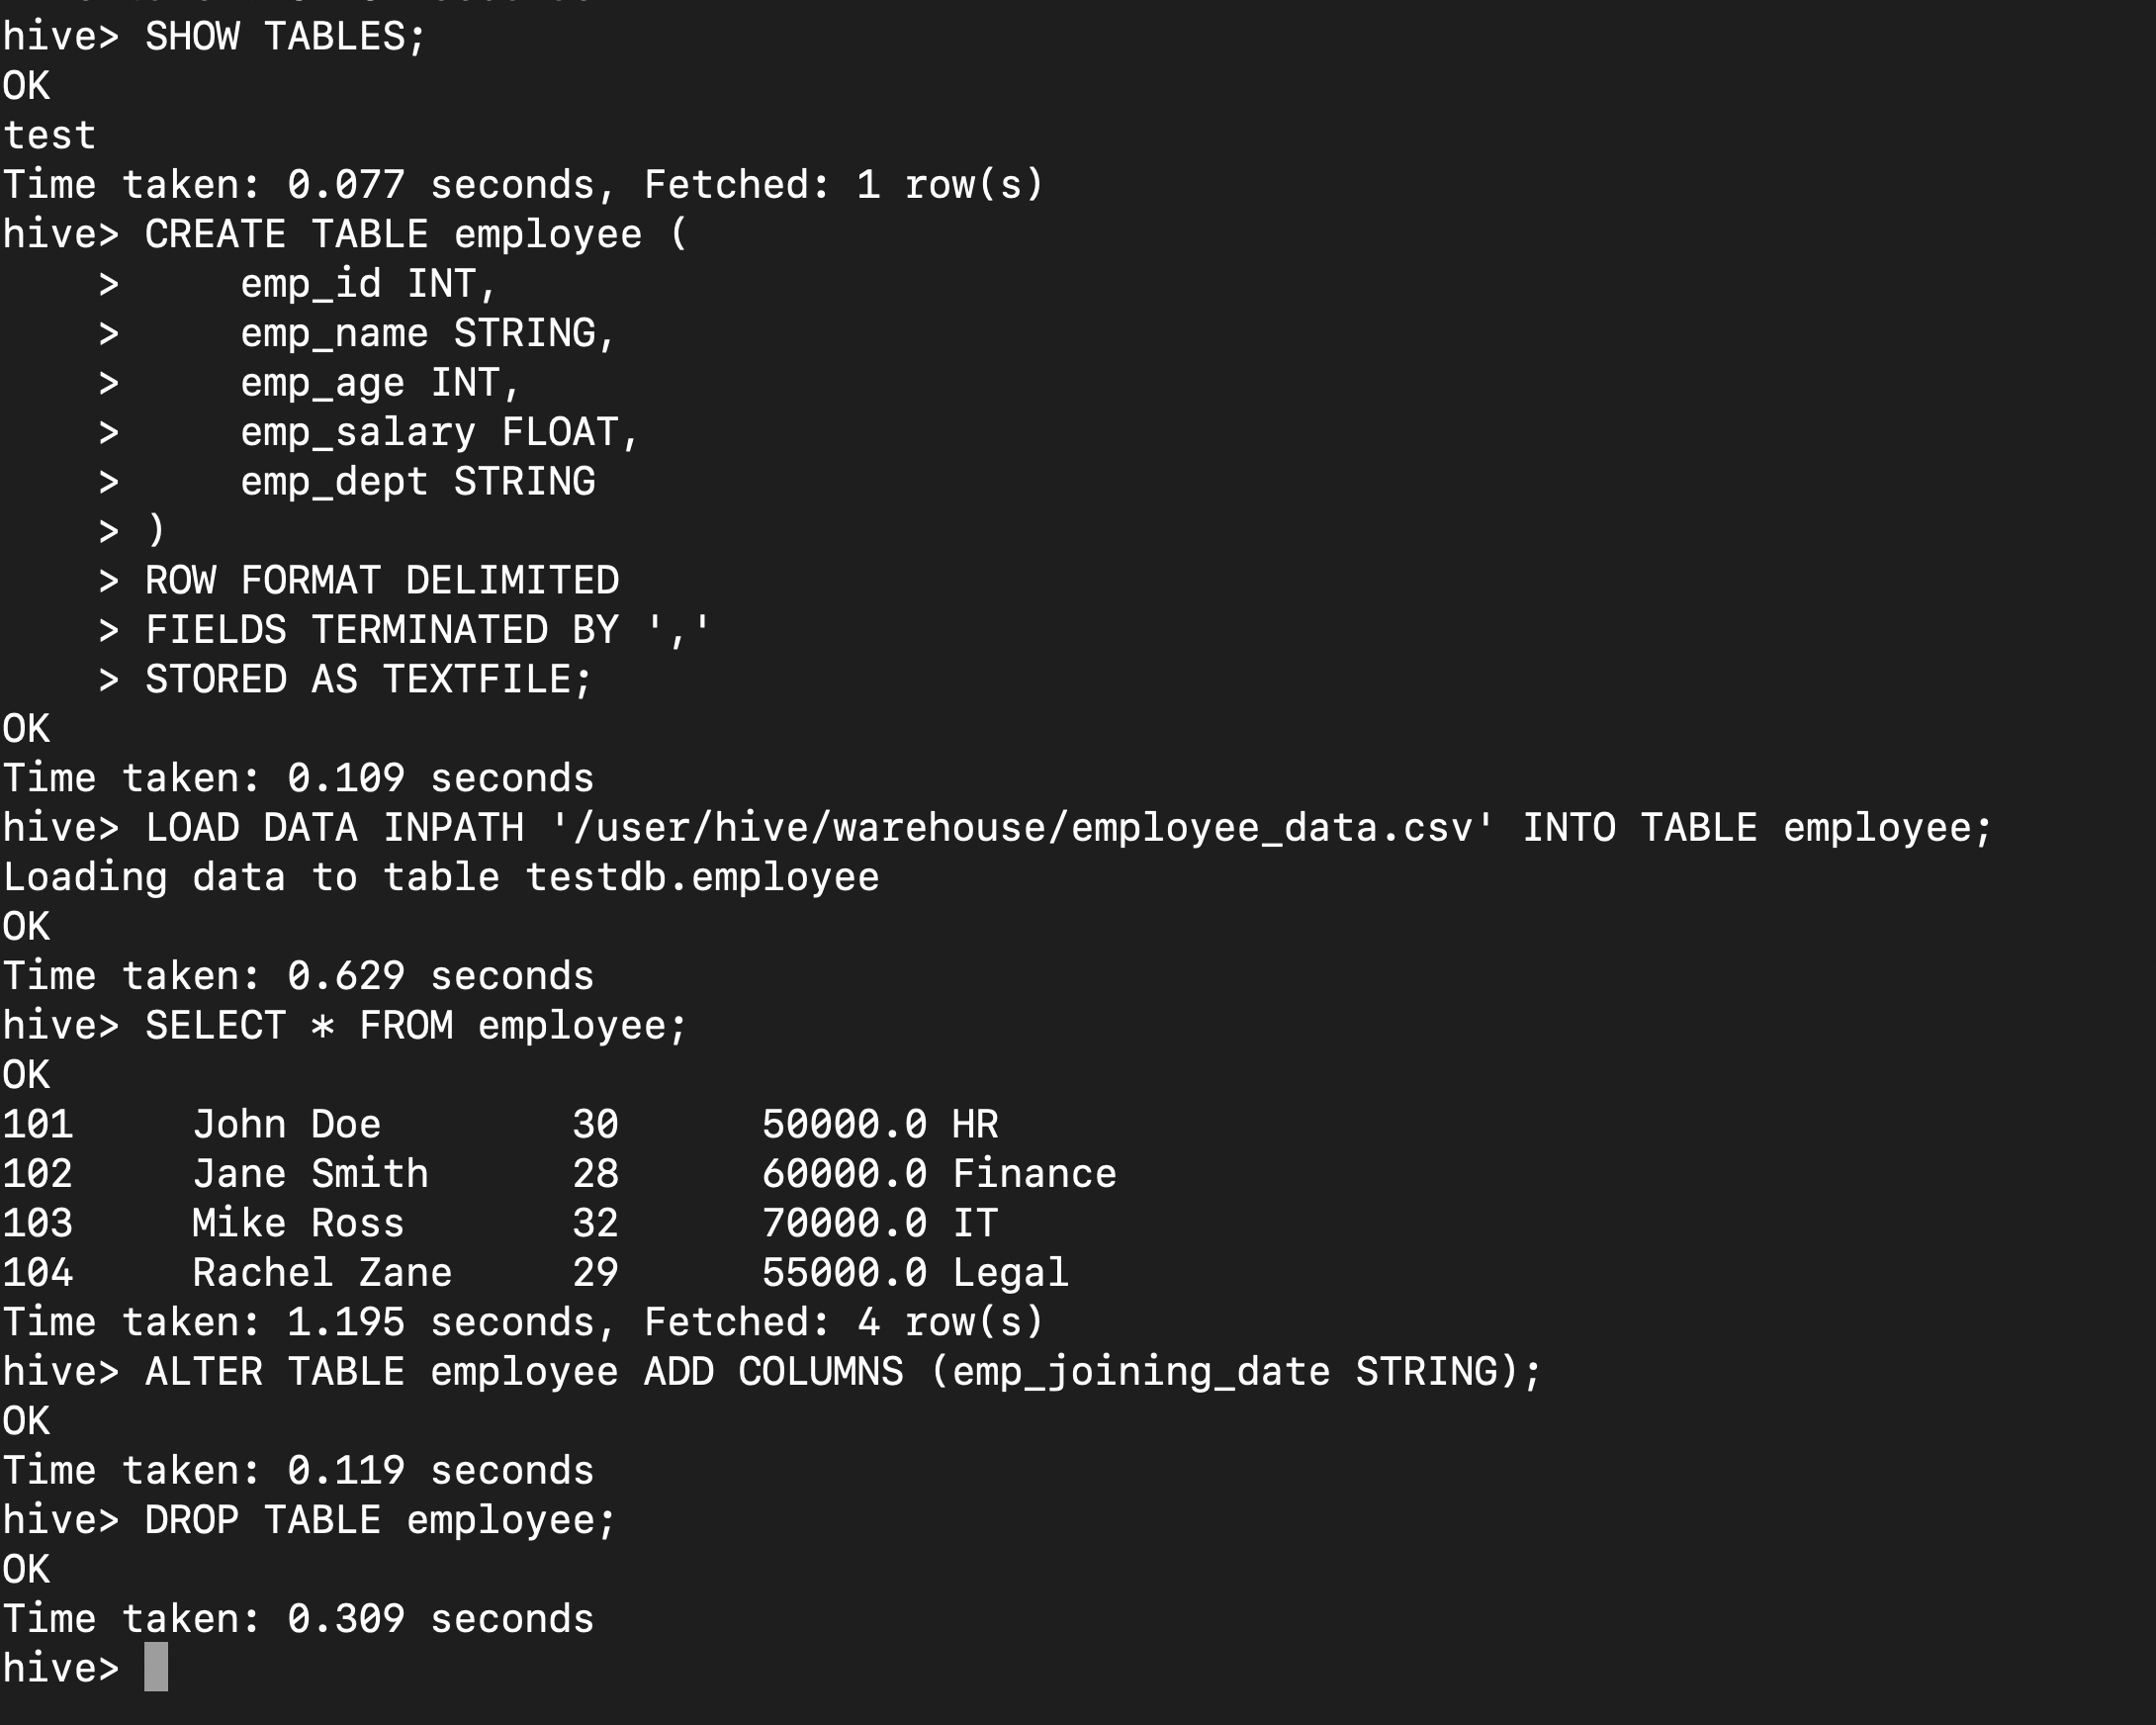 hive> SHOW TABLES;
OK
test
Time taken: 0.077 seconds, Fetched: 1 row(s)
hive> CREATE TABLE employee (
    >     emp_id INT,
    >     emp_name STRING,
    >     emp_age INT,
    >     emp_salary FLOAT,
    >     emp_dept STRING
    > )
    > ROW FORMAT DELIMITED
    > FIELDS TERMINATED BY ','
    > STORED AS TEXTFILE;
OK
Time taken: 0.109 seconds
hive> LOAD DATA INPATH '/user/hive/warehouse/employee_data.csv' INTO TABLE employee;
Loading data to table testdb.employee
OK
Time taken: 0.629 seconds
hive> SELECT * FROM employee;
OK
101     John Doe        30      50000.0 HR
102     Jane Smith      28      60000.0 Finance
103     Mike Ross       32      70000.0 IT
104     Rachel Zane     29      55000.0 Legal
Time taken: 1.195 seconds, Fetched: 4 row(s)
hive> ALTER TABLE employee ADD COLUMNS (emp_joining_date STRING);
OK
Time taken: 0.119 seconds
hive> DROP TABLE employee;
OK
Time taken: 0.309 seconds
hive>